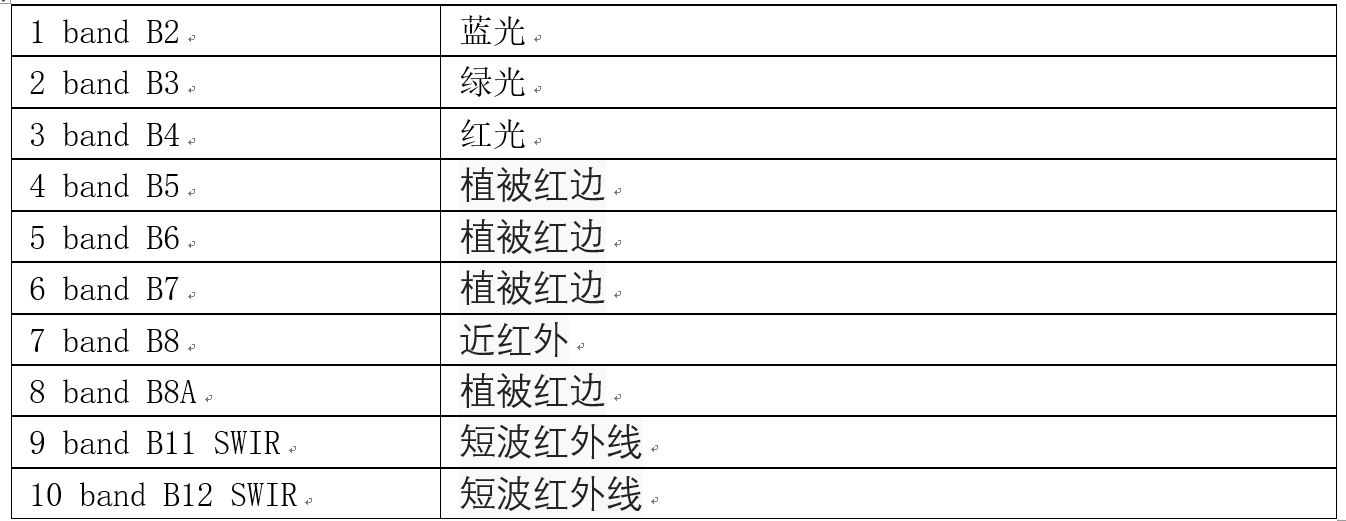 1 band B2 蓝光
2 band B3 绿光
3 band B4 红光
4 band B5 植被红边
5 band B6 植被红边
6 band B7 植被红边
7 band B8 近红外
8 band B8A 植被红边
9 band B11 SWIR 短波红外线
10 band B12 SWIR 短波红外线